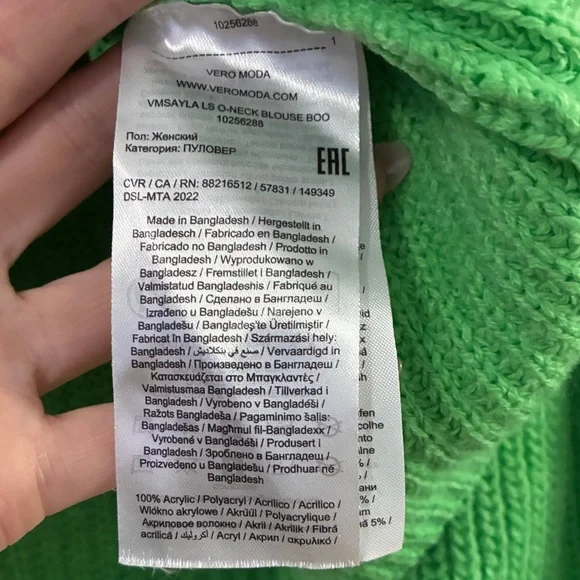 10256288
1
VERO MODA
WWW.VEROMODA.COM
VMSAYLA LS O-NECK BLOUSE BOO
10256288
Пол: Женский
Категория: ПУЛОВЕР
EAC
CVR / CA / RN: 88216512 / 57831 / 149349
DSL-MTA 2022
Made in Bangladesh / Hergestellt in
Bangladesch / Fabricado en Bangladesh /
Fabricado no Bangladesh / Prodotto in
Bangladesh / Wyprodukowano w
Bangladesz / Fremstillet i Bangladesh /
Valmistatud Bangladeshis / Fabriqué au
Bangladesh / Сделано в Бангладеш /
Izrađeno u Bangladešu / Narejeno v
Bangladešu / Bangladeş'te Üretilmiştir /
Fabricat în Bangladesh / Származási hely:
Bangladesh / صنع في بنكلاديش / Vervaardigd in
Bangladesh / Произведено в Бангладеш /
Κατασκευάζεται στο Μπαγκλαντές /
Valmistusmaa Bangladesh / Tillverkad i
Bangladesh / Vyrobeno v Bangladéši /
Ražots Bangladeša / Pagaminimo šalis:
Bangladešas / Magħmul fil-Bangladexx /
Vyrobené v Bangladéši / Produsert i
Bangladesh / Зроблено в Бангладеш /
Proizvedeno u Bangladešu / Prodhuar në
Bangladesh
100% Acrylic / Polyacryl / Acrílico / Acrilico /
Włókno akrylowe / Akrüül / Polyacrylique /
Акриловое волокно / Akril / Akrilik / Fibră
acrilică / أكروليك / Acryl / Акрил / ακρυλικό /